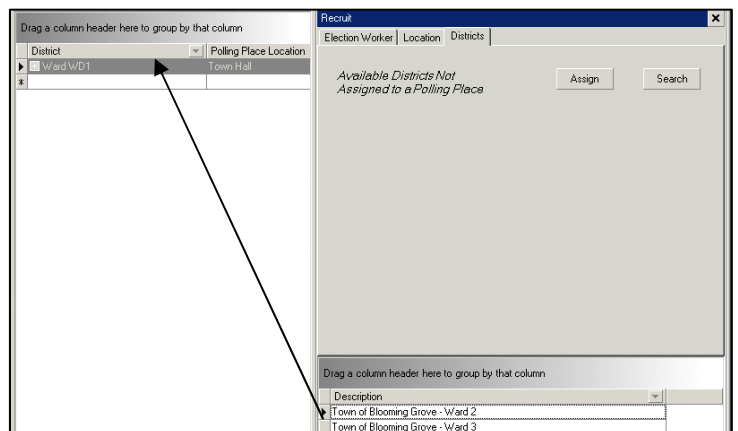 Drag a column header here to group by that column
District
Polling Place Location
Ward WD1
Town Hall
Recruit
Election Worker
Location
Districts
Available Districts Not
Assigned to a Polling Place
Assign
Search
Drag a column header here to group by that column
Description
Town of Blooming Grove - Ward 2
Town of Blooming Grove - Ward 3